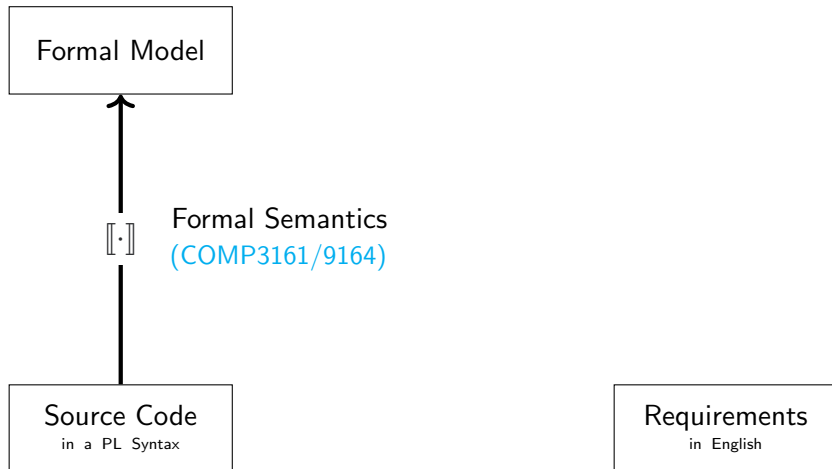 Formal Model
⟦·⟧
Formal Semantics
(COMP3161/9164)
Source Code
in a PL Syntax
Requirements
in English